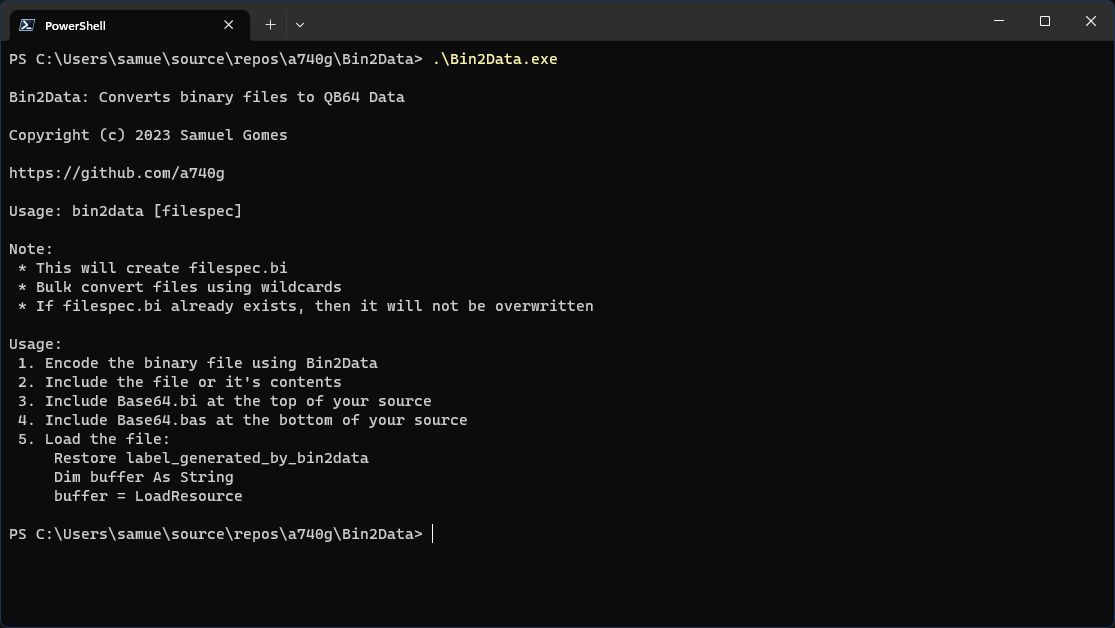 PowerShell
PS C:\Users\samue\source\repos\a740g\Bin2Data> .\Bin2Data.exe
Bin2Data: Converts binary files to QB64 Data
Copyright (c) 2023 Samuel Gomes
https://github.com/a740g
Usage: bin2data [filespec]
Note:
 * This will create filespec.bi
 * Bulk convert files using wildcards
 * If filespec.bi already exists, then it will not be overwritten
Usage:
 1. Encode the binary file using Bin2Data
 2. Include the file or it's contents
 3. Include Base64.bi at the top of your source
 4. Include Base64.bas at the bottom of your source
 5. Load the file:
     Restore label_generated_by_bin2data
     Dim buffer As String
     buffer = LoadResource
PS C:\Users\samue\source\repos\a740g\Bin2Data>